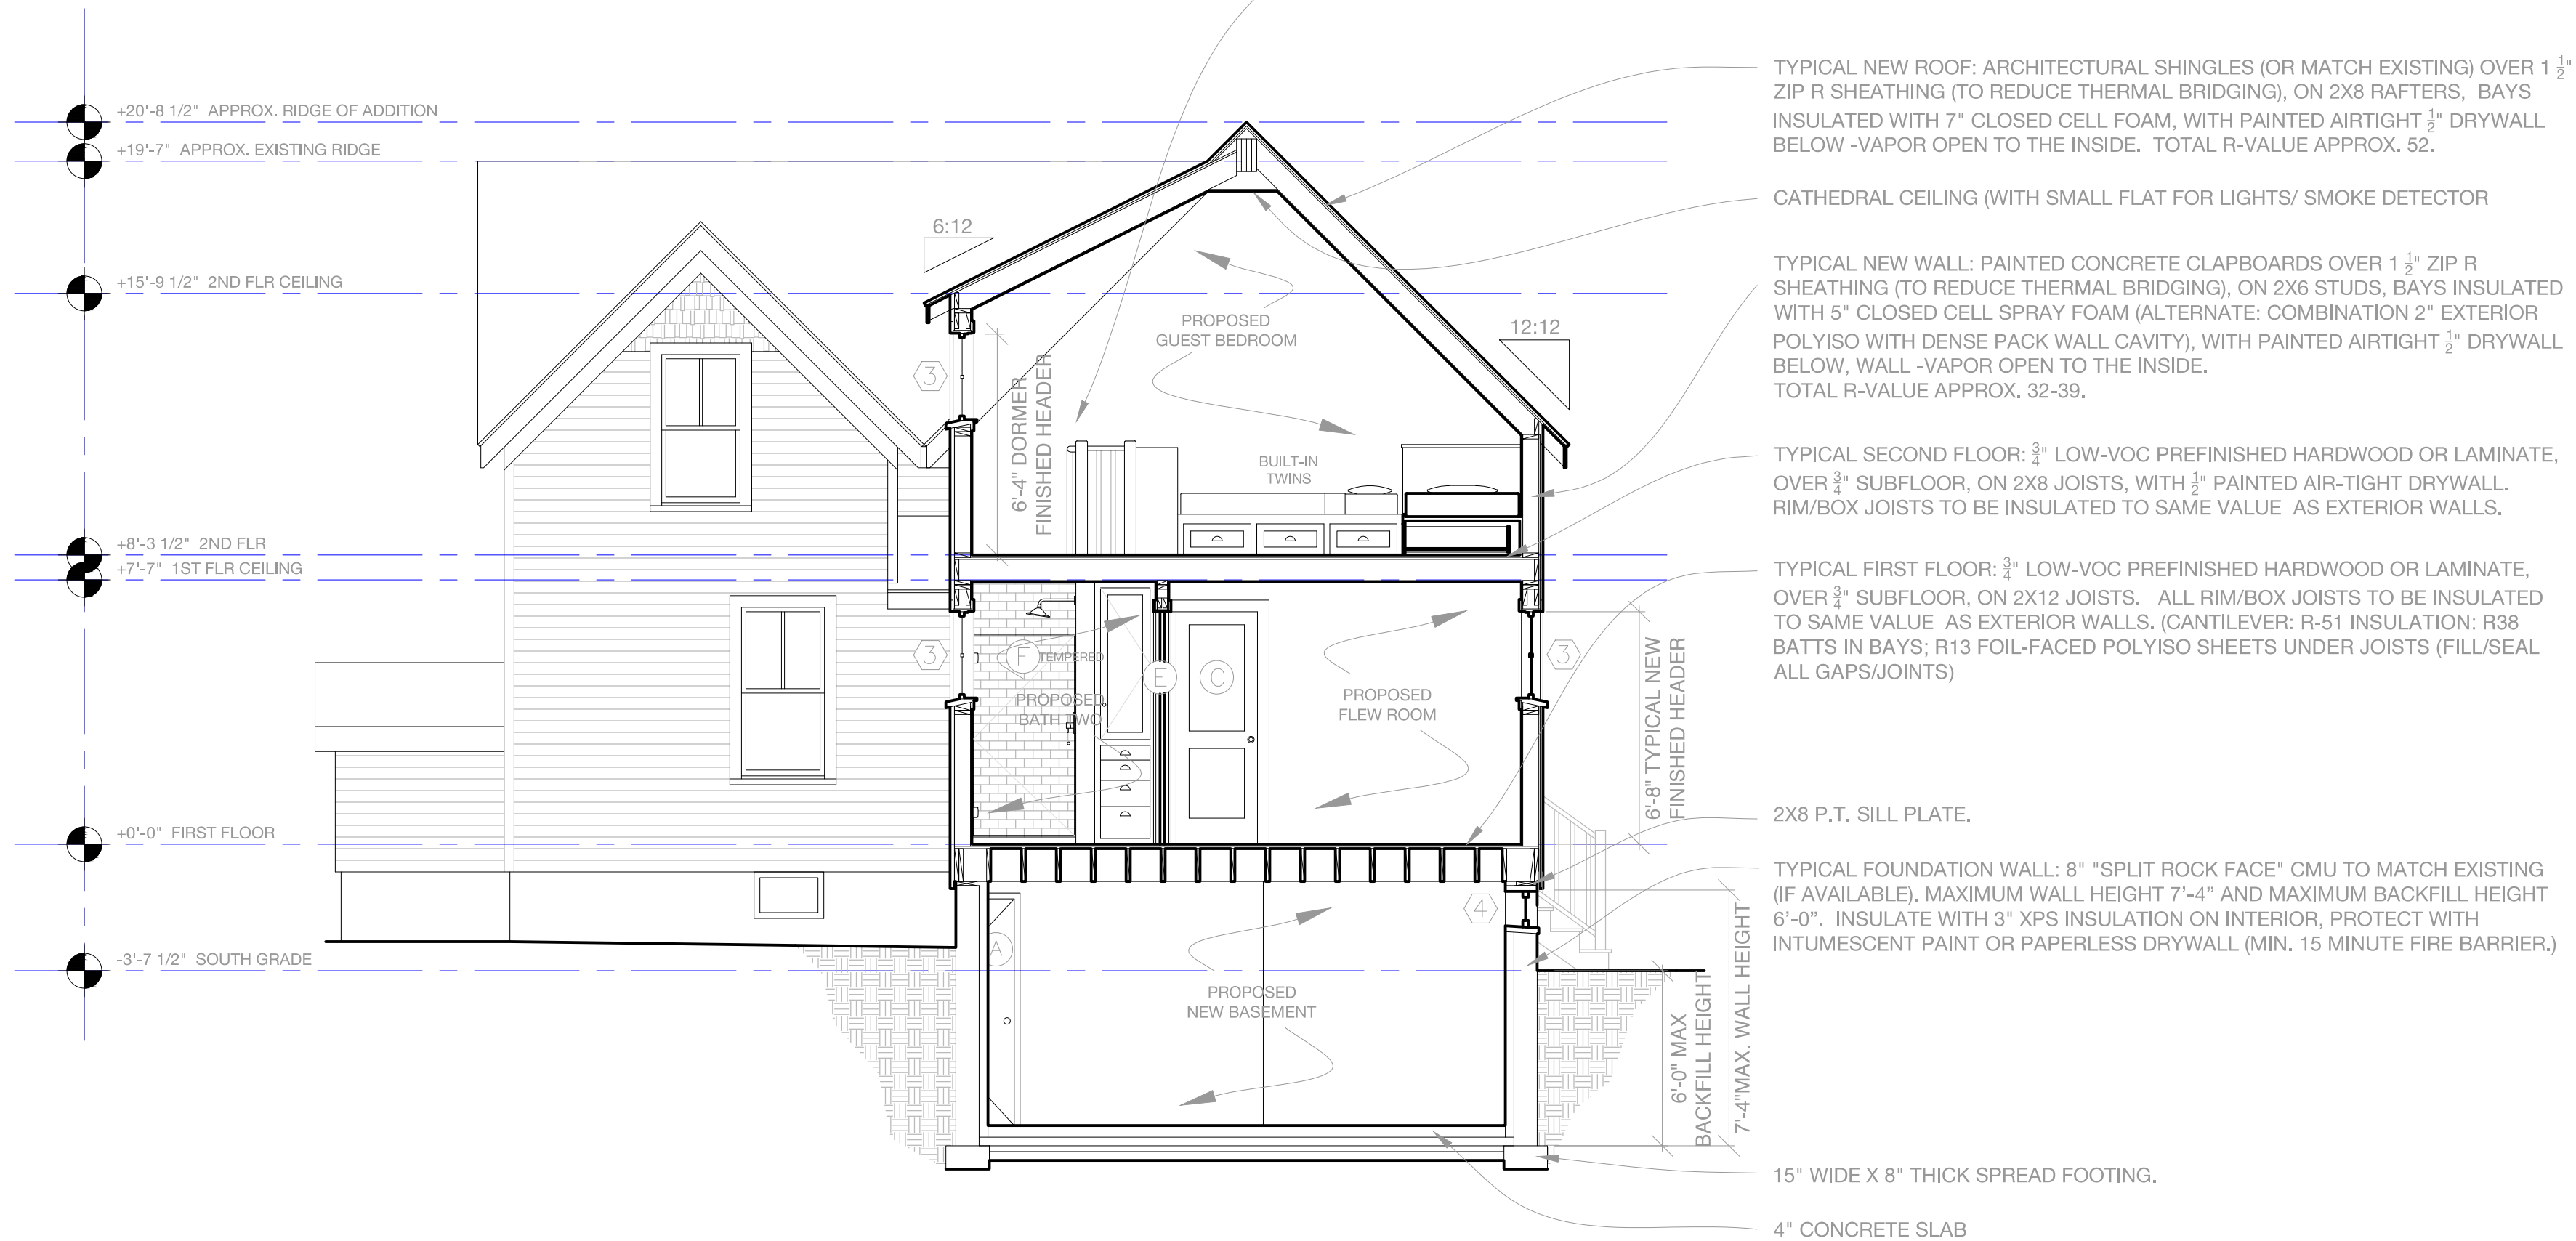 +20'-8 1/2"  APPROX. RIDGE OF ADDITION
+19'-7"  APPROX. EXISTING RIDGE
+15'-9 1/2"  2ND FLR CEILING
+8'-3 1/2"  2ND FLR
+7'-7"  1ST FLR CEILING
+0'-0"  FIRST FLOOR
-3'-7 1/2"  SOUTH GRADE
6:12
12:12
PROPOSED
GUEST BEDROOM
3
6'-4" DORMER
FINISHED HEADER
BUILT-IN
TWINS
3
F
TEMPERED
E
C
3
PROPOSED
BATH TWO
PROPOSED
FLEW ROOM
6'-8" TYPICAL NEW
FINISHED HEADER
4
A
PROPOSED
NEW BASEMENT
6'-0" MAX
BACKFILL HEIGHT
7'-4"MAX. WALL HEIGHT
TYPICAL NEW ROOF: ARCHITECTURAL SHINGLES (OR MATCH EXISTING) OVER 1 1/2"
ZIP R SHEATHING (TO REDUCE THERMAL BRIDGING), ON 2X8 RAFTERS,  BAYS
INSULATED WITH 7" CLOSED CELL FOAM, WITH PAINTED AIRTIGHT 1/2" DRYWALL
BELOW -VAPOR OPEN TO THE INSIDE.  TOTAL R-VALUE APPROX. 52.
CATHEDRAL CEILING (WITH SMALL FLAT FOR LIGHTS/ SMOKE DETECTOR
TYPICAL NEW WALL: PAINTED CONCRETE CLAPBOARDS OVER 1 1/2" ZIP R
SHEATHING (TO REDUCE THERMAL BRIDGING), ON 2X6 STUDS, BAYS INSULATED
WITH 5" CLOSED CELL SPRAY FOAM (ALTERNATE: COMBINATION 2" EXTERIOR
POLYISO WITH DENSE PACK WALL CAVITY), WITH PAINTED AIRTIGHT 1/2" DRYWALL
BELOW, WALL -VAPOR OPEN TO THE INSIDE.
TOTAL R-VALUE APPROX. 32-39.
TYPICAL SECOND FLOOR: 3/4" LOW-VOC PREFINISHED HARDWOOD OR LAMINATE,
OVER 3/4" SUBFLOOR, ON 2X8 JOISTS, WITH 1/2" PAINTED AIR-TIGHT DRYWALL.
RIM/BOX JOISTS TO BE INSULATED TO SAME VALUE  AS EXTERIOR WALLS.
TYPICAL FIRST FLOOR: 3/4" LOW-VOC PREFINISHED HARDWOOD OR LAMINATE,
OVER 3/4" SUBFLOOR, ON 2X12 JOISTS.   ALL RIM/BOX JOISTS TO BE INSULATED
TO SAME VALUE  AS EXTERIOR WALLS. (CANTILEVER: R-51 INSULATION: R38
BATTS IN BAYS; R13 FOIL-FACED POLYISO SHEETS UNDER JOISTS (FILL/SEAL
ALL GAPS/JOINTS)
2X8 P.T. SILL PLATE.
TYPICAL FOUNDATION WALL: 8" "SPLIT ROCK FACE" CMU TO MATCH EXISTING
(IF AVAILABLE). MAXIMUM WALL HEIGHT 7'-4” AND MAXIMUM BACKFILL HEIGHT
6’-0”.  INSULATE WITH 3" XPS INSULATION ON INTERIOR, PROTECT WITH
INTUMESCENT PAINT OR PAPERLESS DRYWALL (MIN. 15 MINUTE FIRE BARRIER.)
15" WIDE X 8" THICK SPREAD FOOTING.
4" CONCRETE SLAB